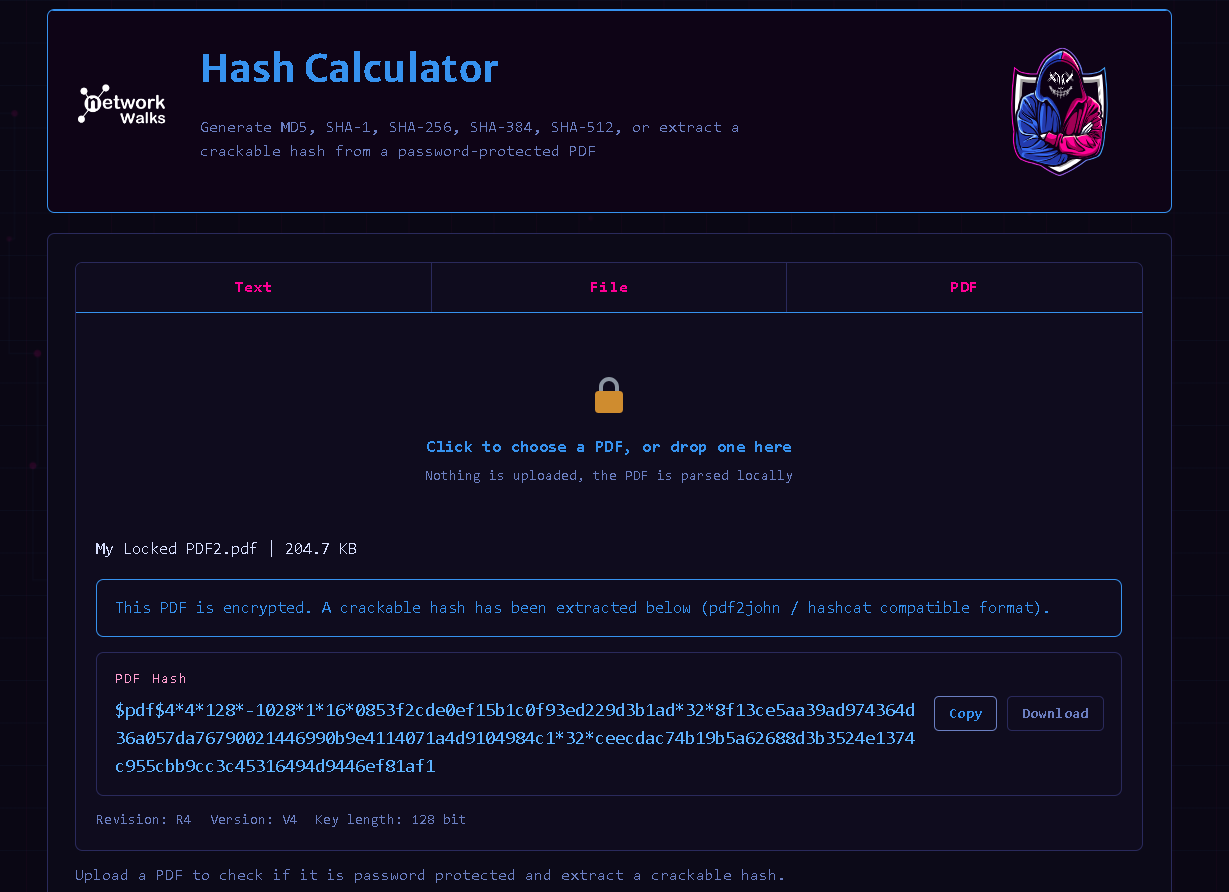 network
Walks
Hash Calculator
Generate MD5, SHA-1, SHA-256, SHA-384, SHA-512, or extract a
crackable hash from a password-protected PDF
Text
File
PDF
Click to choose a PDF, or drop one here
Nothing is uploaded, the PDF is parsed locally
My Locked PDF2.pdf | 204.7 KB
This PDF is encrypted. A crackable hash has been extracted below (pdf2john / hashcat compatible format).
PDF Hash
$pdf$4*4*128*-1028*1*16*0853f2cde0ef15b1c0f93ed229d3b1ad*32*8f13ce5aa39ad974364d
36a057da76790021446990b9e4114071a4d9104984c1*32*ceecdac74b19b5a62688d3b3524e1374
c955cbb9cc3c45316494d9446ef81af1
Copy
Download
Revision: R4 Version: V4 Key length: 128 bit
Upload a PDF to check if it is password protected and extract a crackable hash.